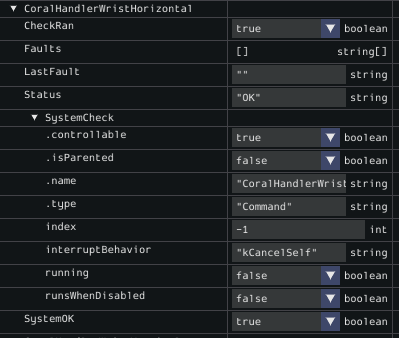 ▼ CoralHandlerWristHorizontal
CheckRan true ▼ boolean
Faults [] string[]
LastFault "" string
Status "OK" string
▼ SystemCheck
.controllable true ▼ boolean
.isParented false ▼ boolean
.name "CoralHandlerWrist string
.type "Command" string
index -1 int
interruptBehavior "kCancelSelf" string
running false ▼ boolean
runsWhenDisabled false ▼ boolean
SystemOK true ▼ boolean